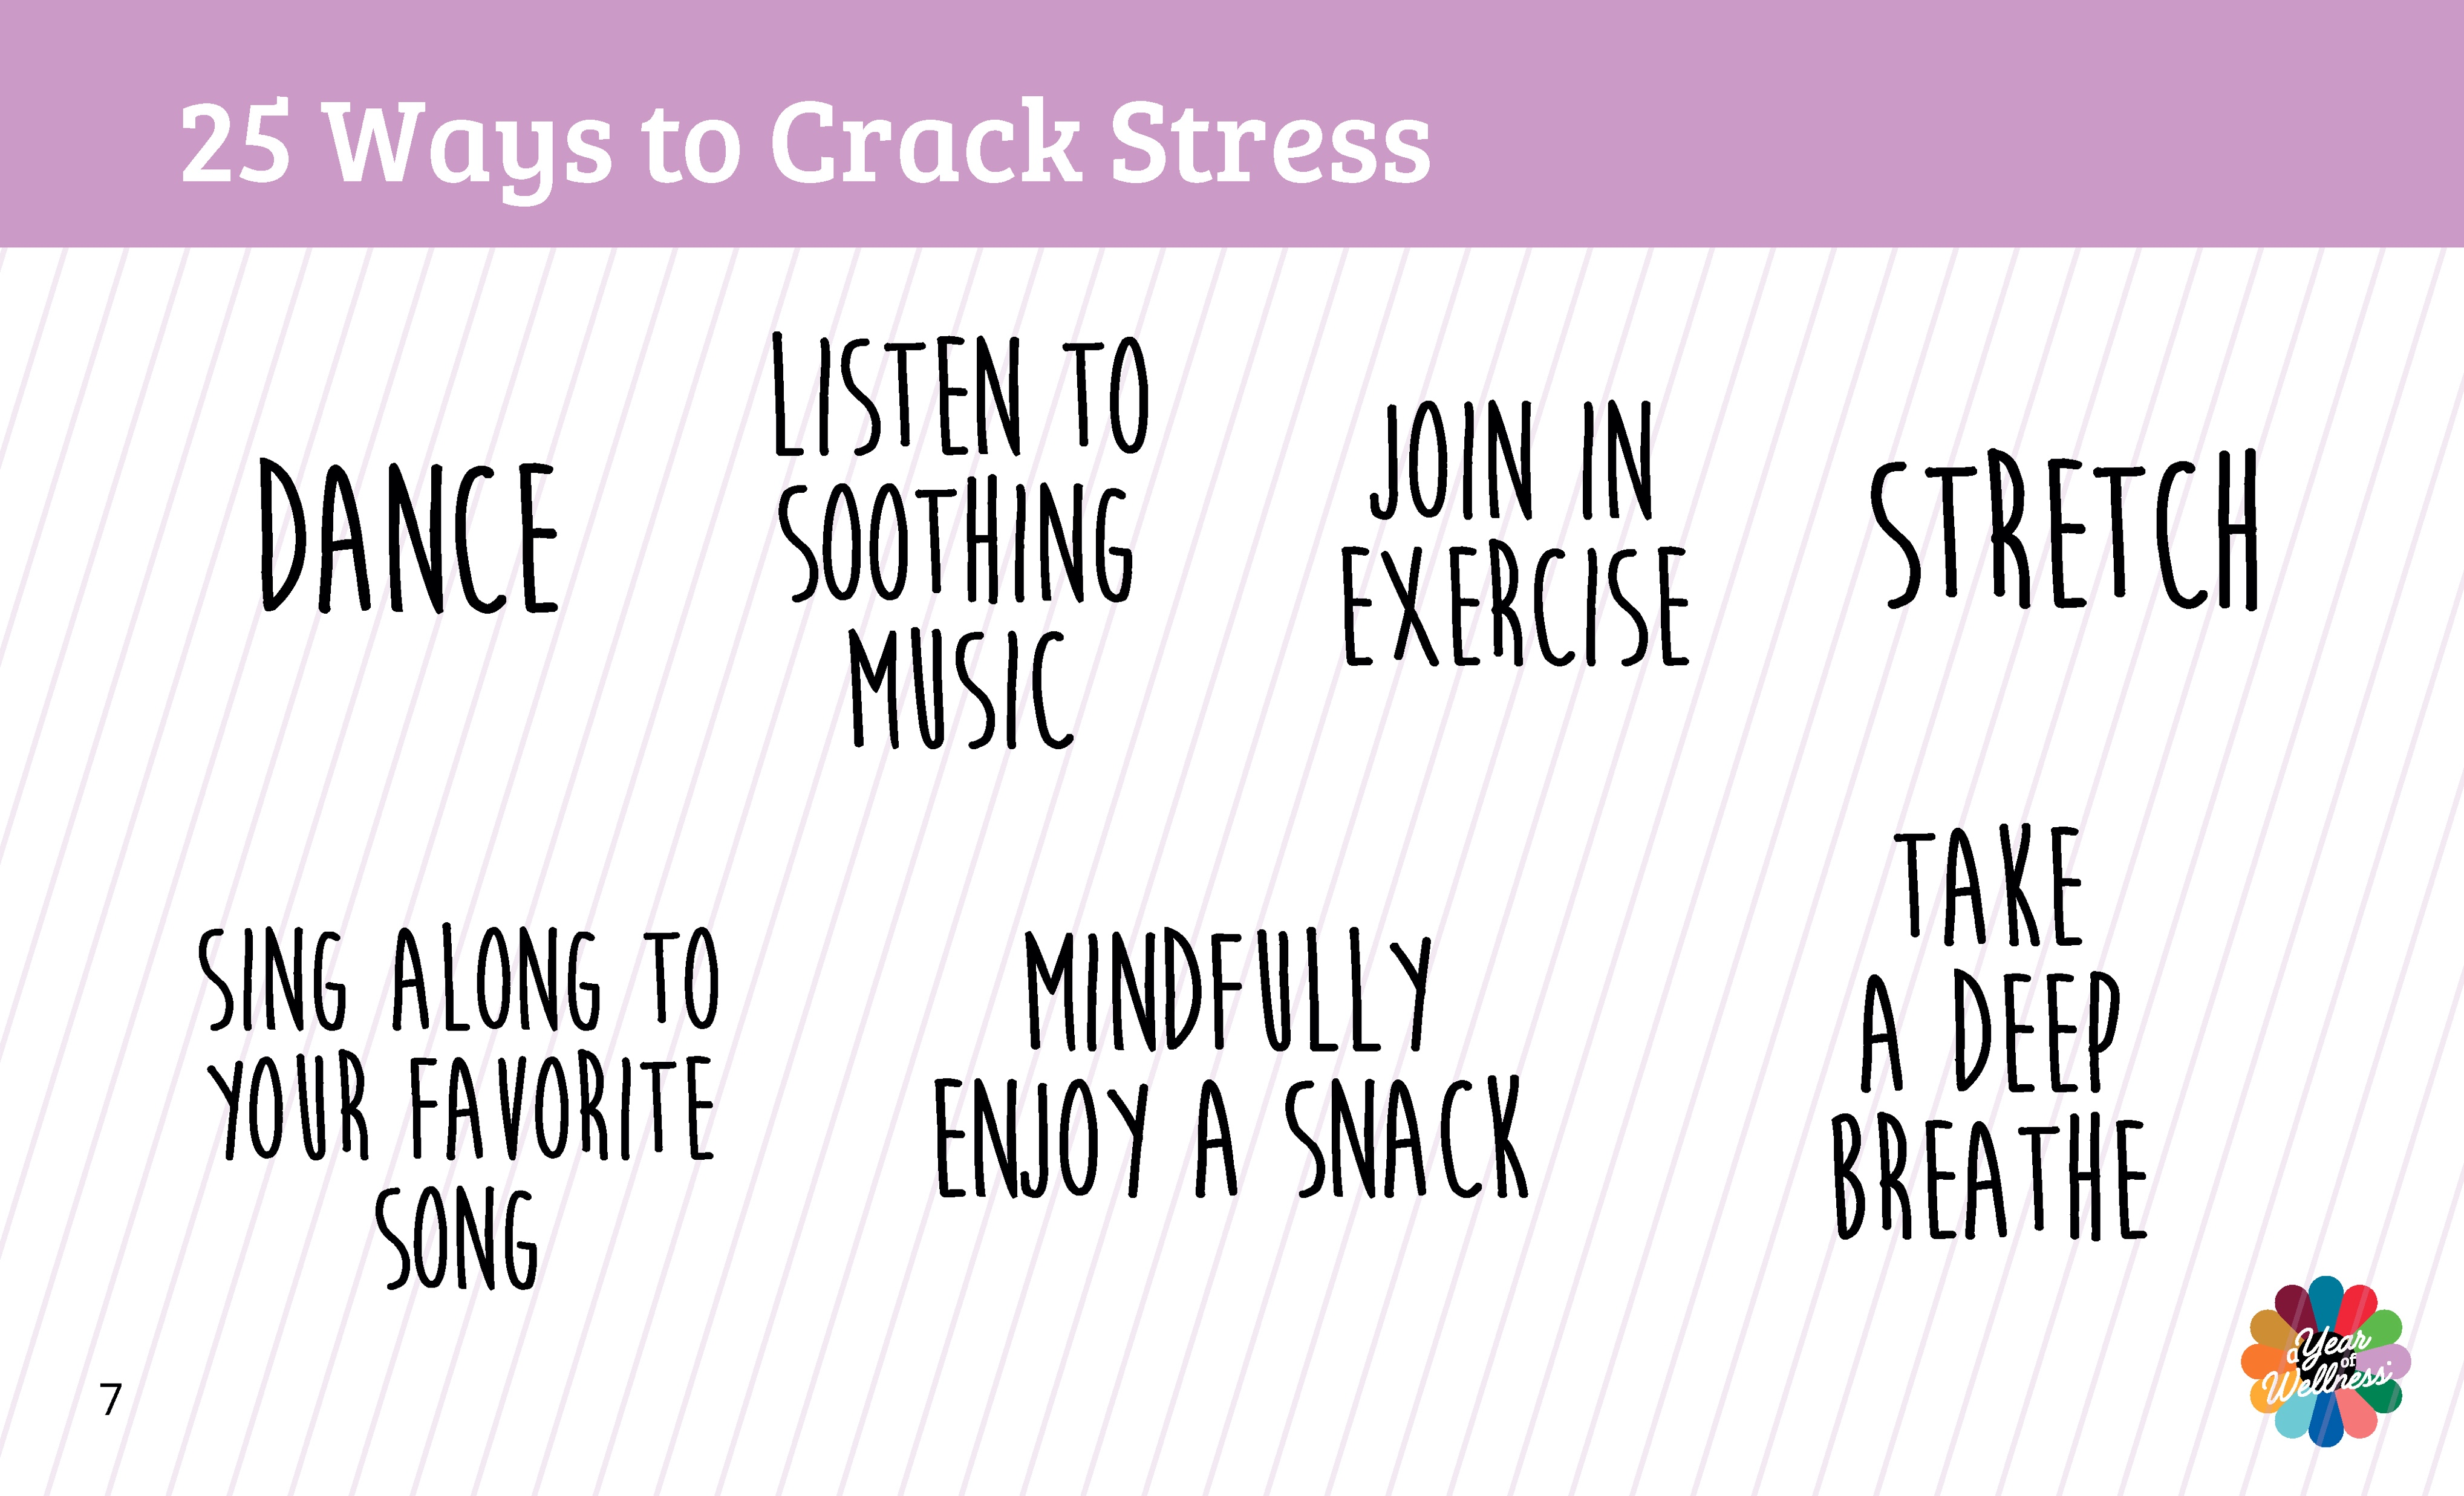 25 Ways to Crack Stress
DANCE
LISTEN TO
SOOTHING
MUSIC
JOIN IN
EXERCISE
STRETCH
SING ALONG TO
YOUR FAVORITE
SONG
MINDFULLY
ENJOY A SNACK
TAKE
A DEEP
BREATHE
7
a Year
of
Wellness